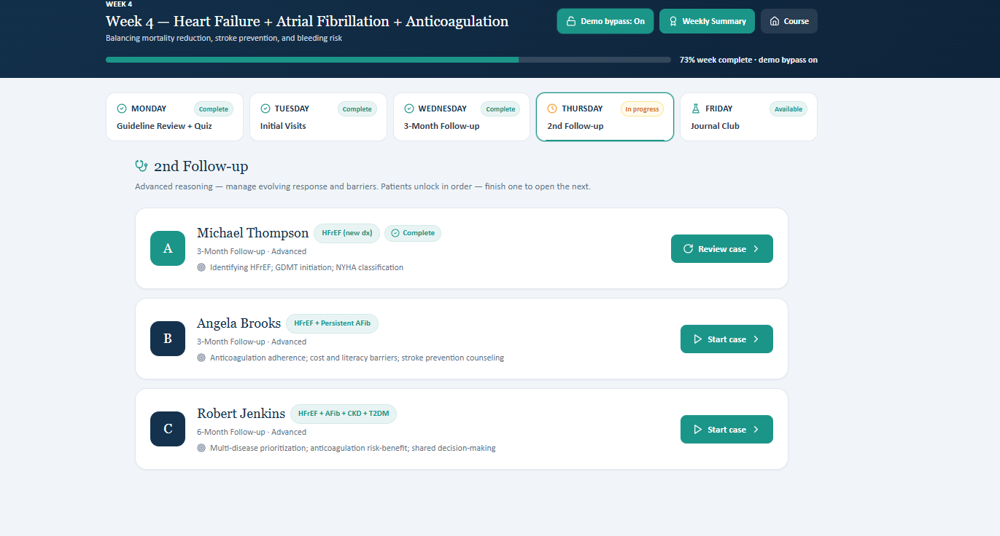 WEEK 4
Week 4 — Heart Failure + Atrial Fibrillation + Anticoagulation
Balancing mortality reduction, stroke prevention, and bleeding risk
Demo bypass: On
Weekly Summary
Course
73% week complete · demo bypass on
MONDAY
Complete
Guideline Review + Quiz
TUESDAY
Complete
Initial Visits
WEDNESDAY
Complete
3-Month Follow-up
THURSDAY
In progress
2nd Follow-up
FRIDAY
Available
Journal Club
2nd Follow-up
Advanced reasoning — manage evolving response and barriers. Patients unlock in order — finish one to open the next.
A
Michael Thompson
HFrEF (new dx)
Complete
3-Month Follow-up · Advanced
Identifying HFrEF; GDMT initiation; NYHA classification
Review case
B
Angela Brooks
HFrEF + Persistent AFib
3-Month Follow-up · Advanced
Anticoagulation adherence; cost and literacy barriers; stroke prevention counseling
Start case
C
Robert Jenkins
HFrEF + AFib + CKD + T2DM
6-Month Follow-up · Advanced
Multi-disease prioritization; anticoagulation risk-benefit; shared decision-making
Start case